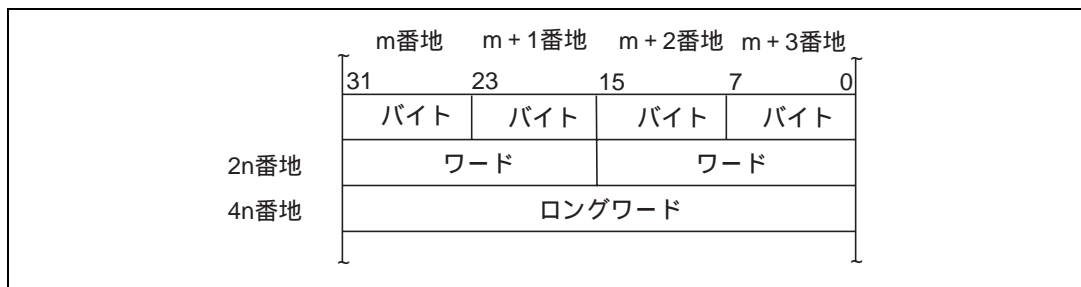 m番地 m + 1番地 m + 2番地 m + 3番地
31 23 15 7 0
バイト バイト バイト バイト
2n番地 ワード ワード
4n番地 ロングワード